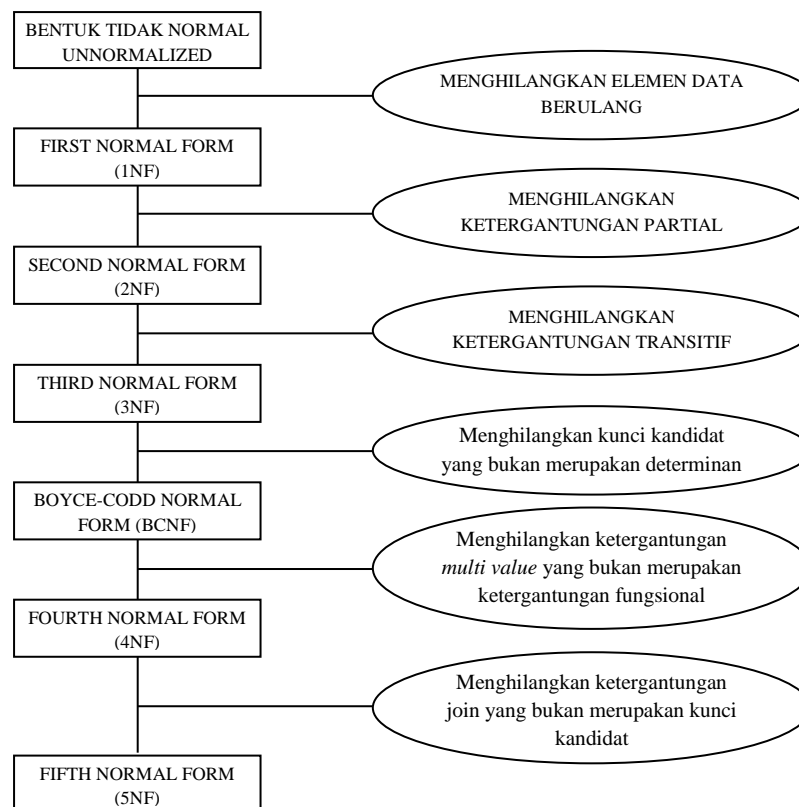 BENTUK TIDAK NORMAL
UNNORMALIZED
MENGHILANGKAN ELEMEN DATA
BERULANG
FIRST NORMAL FORM
(1NF)
MENGHILANGKAN
KETERGANTUNGAN PARTIAL
SECOND NORMAL FORM
(2NF)
MENGHILANGKAN
KETERGANTUNGAN TRANSITIF
THIRD NORMAL FORM
(3NF)
Menghilangkan kunci kandidat
yang bukan merupakan determinan
BOYCE-CODD NORMAL
FORM (BCNF)
Menghilangkan ketergantungan
multi value yang bukan merupakan
ketergantungan fungsional
FOURTH NORMAL FORM
(4NF)
Menghilangkan ketergantungan
join yang bukan merupakan kunci
kandidat
FIFTH NORMAL FORM
(5NF)